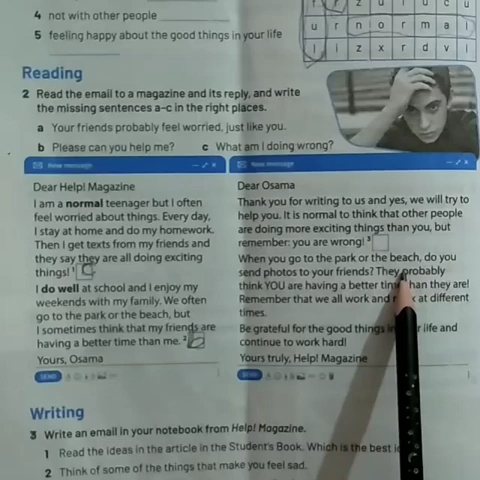 4 not with other people
5 feeling happy about the good things in your life
u r n o r m a l
l i z x r d v l
Reading
2 Read the email to a magazine and its reply, and write
the missing sentences a–c in the right places.
a Your friends probably feel worried, just like you.
b Please can you help me? c What am I doing wrong?
New message
Dear Help! Magazine
I am a normal teenager but I often
feel worried about things. Every day,
I stay at home and do my homework.
Then I get texts from my friends and
they say they are all doing exciting
things! 1 C
I do well at school and I enjoy my
weekends with my family. We often
go to the park or the beach, but
I sometimes think that my friends are
having a better time than me. 2
Yours, Osama
SEND
New message
Dear Osama
Thank you for writing to us and yes, we will try to
help you. It is normal to think that other people
are doing more exciting things than you, but
remember: you are wrong! 3
When you go to the park or the beach, do you
send photos to your friends? They probably
think YOU are having a better time than they are!
Remember that we all work and at different
times.
Be grateful for the good things life and
continue to work hard!
Yours truly, Help! Magazine
SEND
Writing
3 Write an email in your notebook from Help! Magazine.
1 Read the ideas in the article in the Student's Book. Which is the best
2 Think of some of the things that make you feel sad.